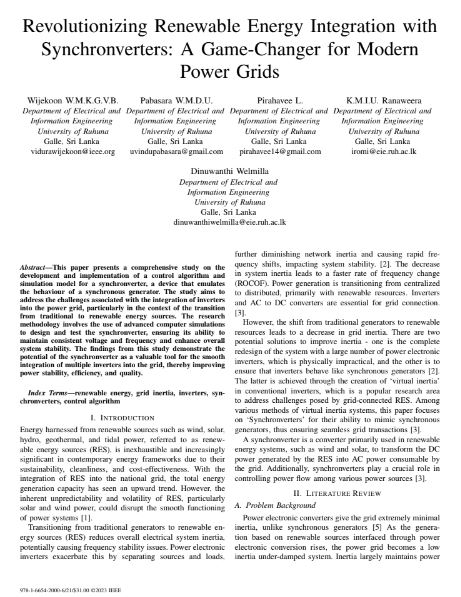 Revolutionizing Renewable Energy Integration with
Synchronverters: A Game-Changer for Modern
Power Grids
Wijekoon W.M.K.G.V.B.
Department of Electrical and
Information Engineering
University of Ruhuna
Galle, Sri Lanka
vidurawijekoon@ieee.org
Pabasara W.M.D.U.
Department of Electrical and
Information Engineering
University of Ruhuna
Galle, Sri Lanka
uvindupabasara@gmail.com
Pirahavee L.
Department of Electrical and
Information Engineering
University of Ruhuna
Galle, Sri Lanka
pirahavee14@gmail.com
K.M.I.U. Ranaweera
Department of Electrical and
Information Engineering
University of Ruhuna
Galle, Sri Lanka
iromi@eie.ruh.ac.lk
Dinuwanthi Welmilla
Department of Electrical and
Information Engineering
University of Ruhuna
Galle, Sri Lanka
dinuwanthiwelmilla@eie.ruh.ac.lk
Abstract—This paper presents a comprehensive study on the
development and implementation of a control algorithm and
simulation model for a synchronverter, a device that emulates
the behaviour of a synchronous generator. The study aims to
address the challenges associated with the integration of inverters
into the power grid, particularly in the context of the transition
from traditional to renewable energy sources. The research
methodology involves the use of advanced computer simulations
to design and test the synchronverter, ensuring its ability to
maintain consistent voltage and frequency and enhance overall
system stability. The findings from this study demonstrate the
potential of the synchronverter as a valuable tool for the smooth
integration of multiple inverters into the grid, thereby improving
power stability, efficiency, and quality.
Index Terms—renewable energy, grid inertia, inverters, syn-
chronverters, control algorithm
I. Introduction
Energy harnessed from renewable sources such as wind, solar,
hydro, geothermal, and tidal power, referred to as renew-
able energy sources (RES), is inexhaustible and increasingly
significant in contemporary energy frameworks due to their
sustainability, cleanliness, and cost-effectiveness. With the
integration of RES into the national grid, the total energy
generation capacity has seen an upward trend. However, the
inherent unpredictability and volatility of RES, particularly
solar and wind power, could disrupt the smooth functioning
of power systems [1].
Transitioning from traditional generators to renewable en-
ergy sources (RES) reduces overall electrical system inertia,
potentially causing frequency stability issues. Power electronic
inverters exacerbate this by separating sources and loads,
further diminishing network inertia and causing rapid fre-
quency shifts, impacting system stability. [2]. The decrease
in system inertia leads to a faster rate of frequency change
(ROCOF). Power generation is transitioning from centralized
to distributed, primarily with renewable resources. Inverters
and AC to DC converters are essential for grid connection.
[3].
However, the shift from traditional generators to renewable
resources leads to a decrease in grid inertia. There are two
potential solutions to improve inertia - one is the complete
redesign of the system with a large number of power electronic
inverters, which is physically impractical, and the other is to
ensure that inverters behave like synchronous generators [2].
The latter is achieved through the creation of 'virtual inertia'
in conventional inverters, which is a popular research area
to address challenges posed by grid-connected RES. Among
various methods of virtual inertia systems, this paper focuses
on 'Synchronverters' for their ability to mimic synchronous
generators, thus ensuring seamless grid transactions [3].
A synchronverter is a converter primarily used in renewable
energy systems, such as wind and solar, to transform the DC
power generated by the RES into AC power consumable by
the grid. Additionally, synchronverters play a crucial role in
controlling power flow among various power sources [3].
II. Literature Review
A. Problem Background
Power electronic converters give the grid extremely minimal
inertia, unlike synchronous generators [5] As the genera-
tion based on renewable sources interfaced through power
electronic conversion rises, the power grid becomes a low
inertia under-damped system. Inertia largely maintains power
978-1-6654-2000-6/21/$31.00 ©2023 IEEE